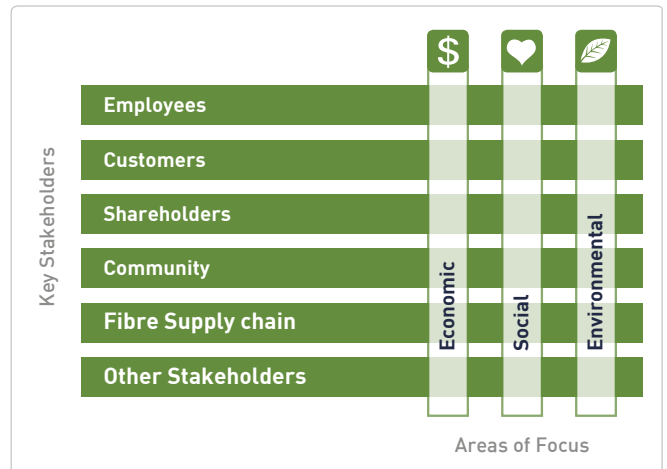 $
Key Stakeholders
Employees
Customers
Shareholders
Community
Fibre Supply chain
Other Stakeholders
Economic
Social
Environmental
Areas of Focus